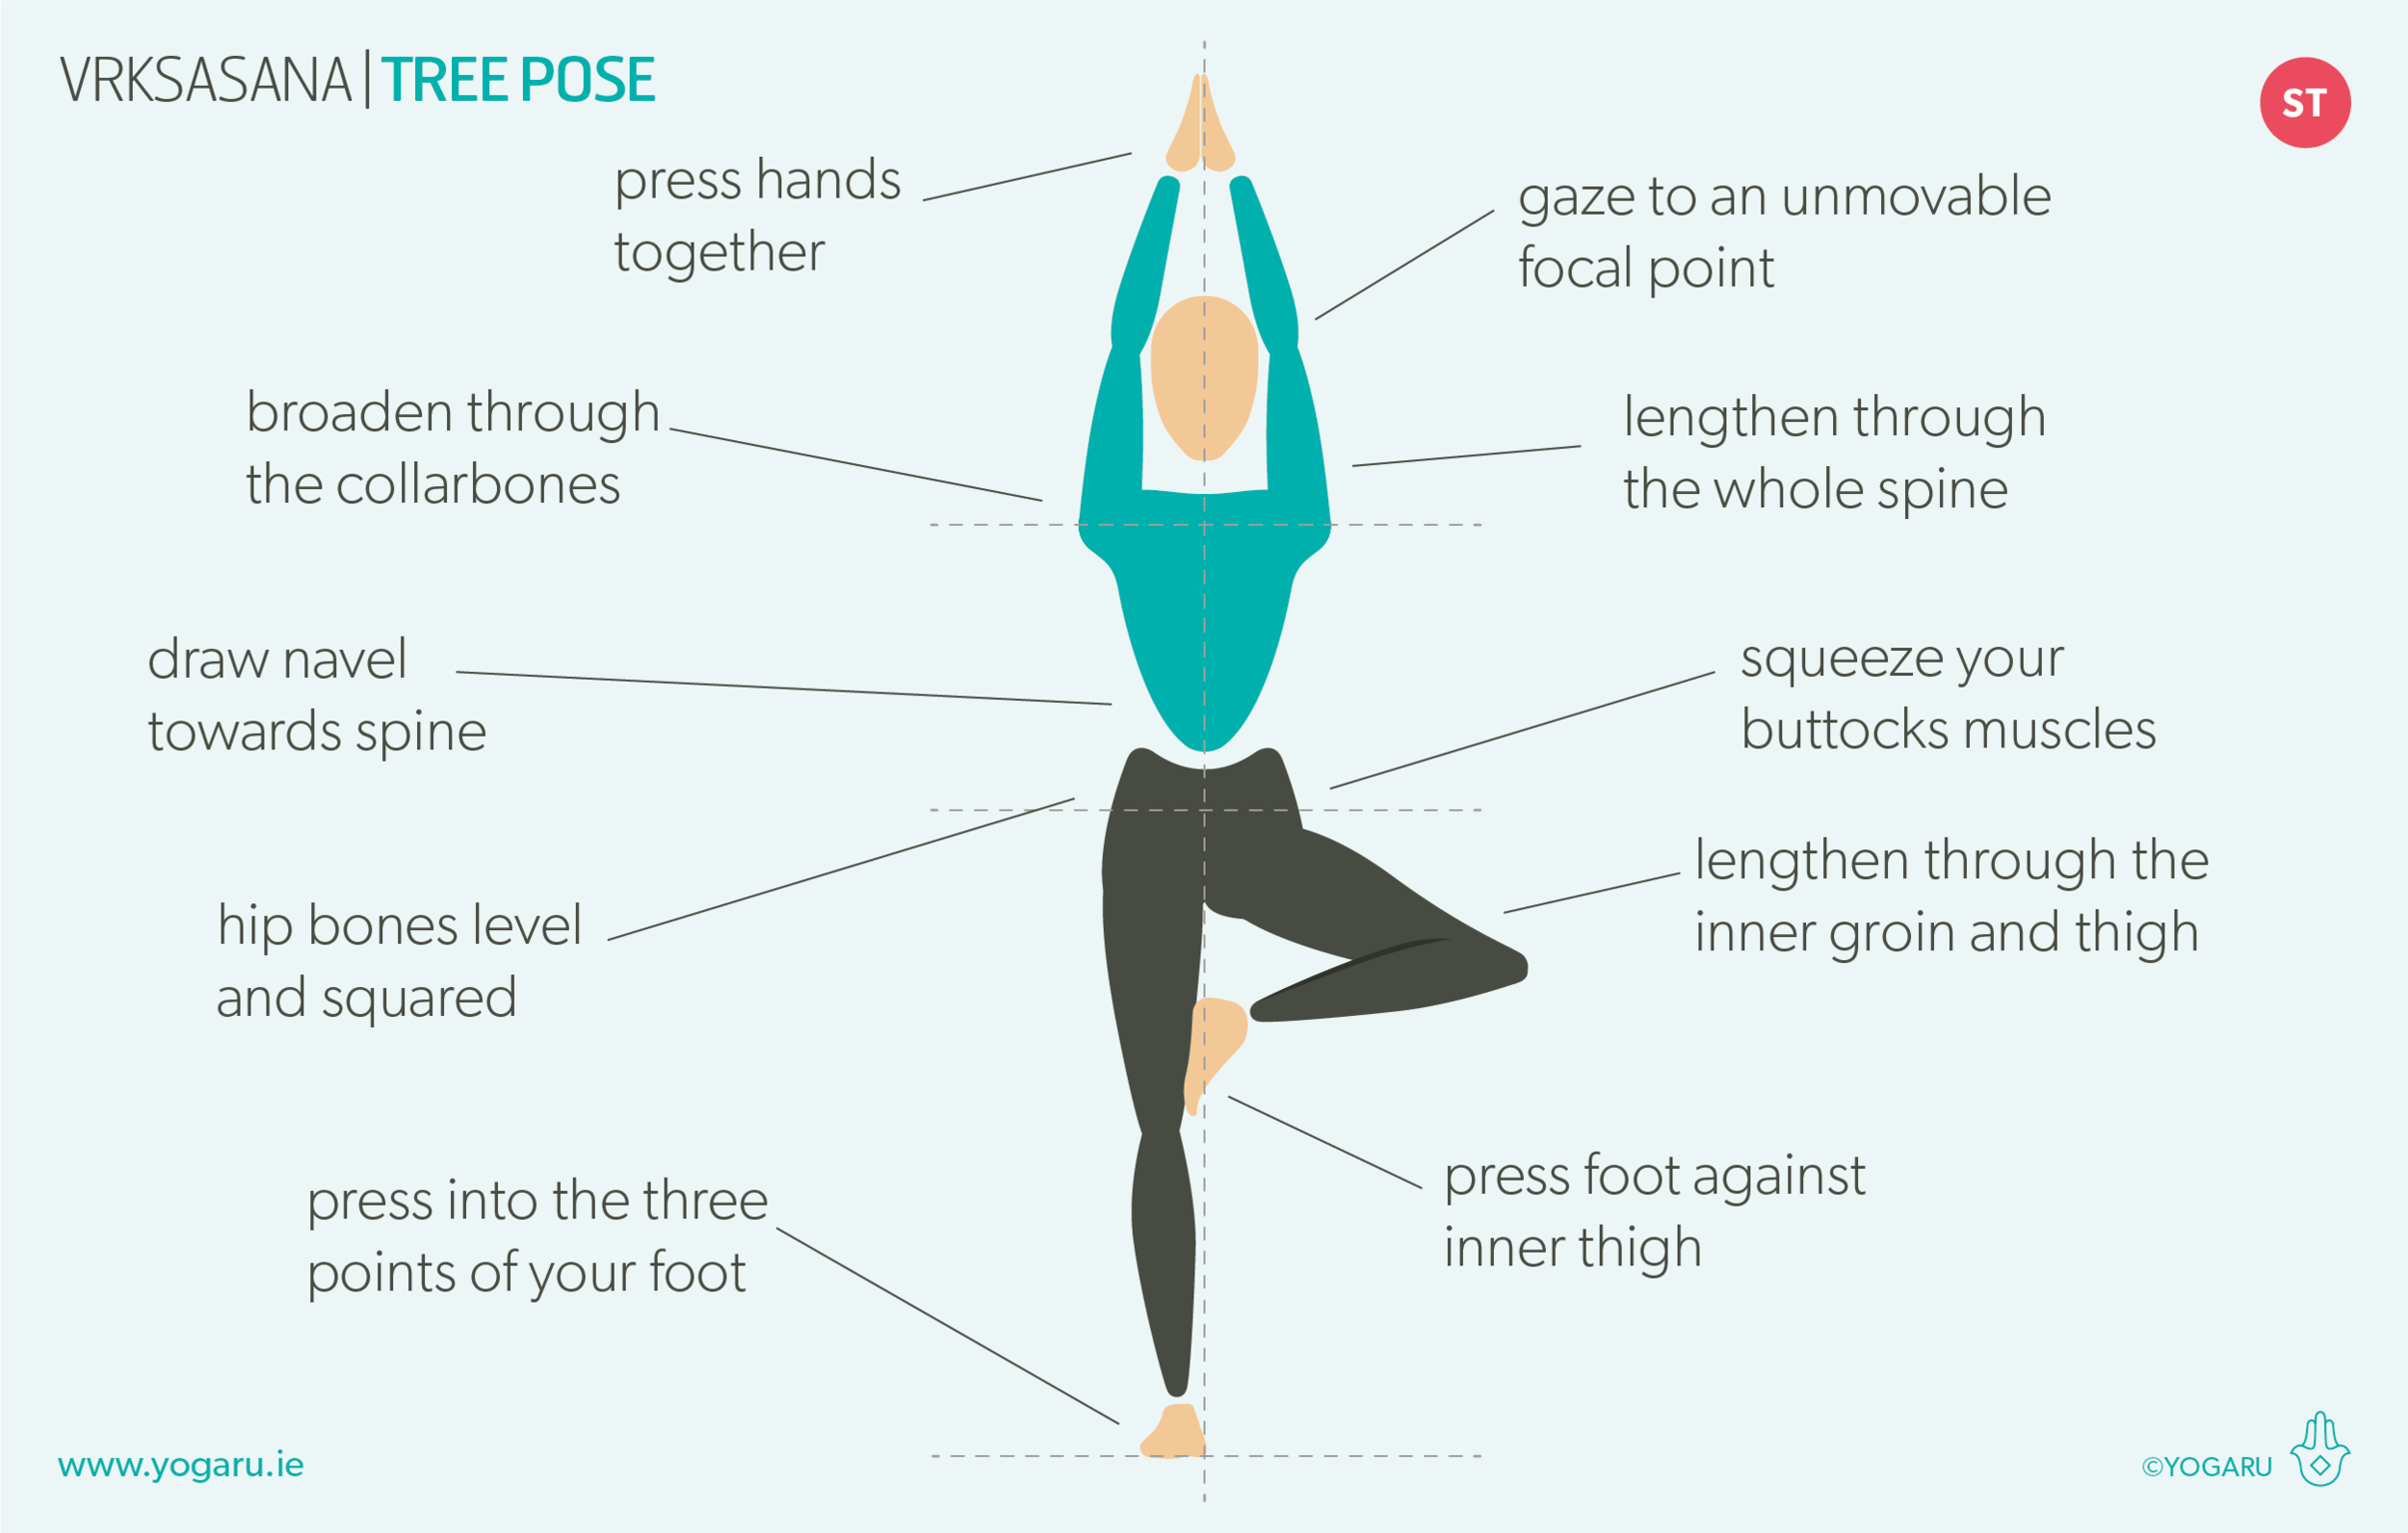 VRKSASANA|TREE POSE
ST
press hands
together
gaze to an unmovable
focal point
broaden through
the collarbones
lengthen through
the whole spine
draw navel
towards spine
squeeze your
buttocks muscles
hip bones level
and squared
lengthen through the
inner groin and thigh
press into the three
points of your foot
press foot against
inner thigh
www.yogaru.ie
©YOGARU